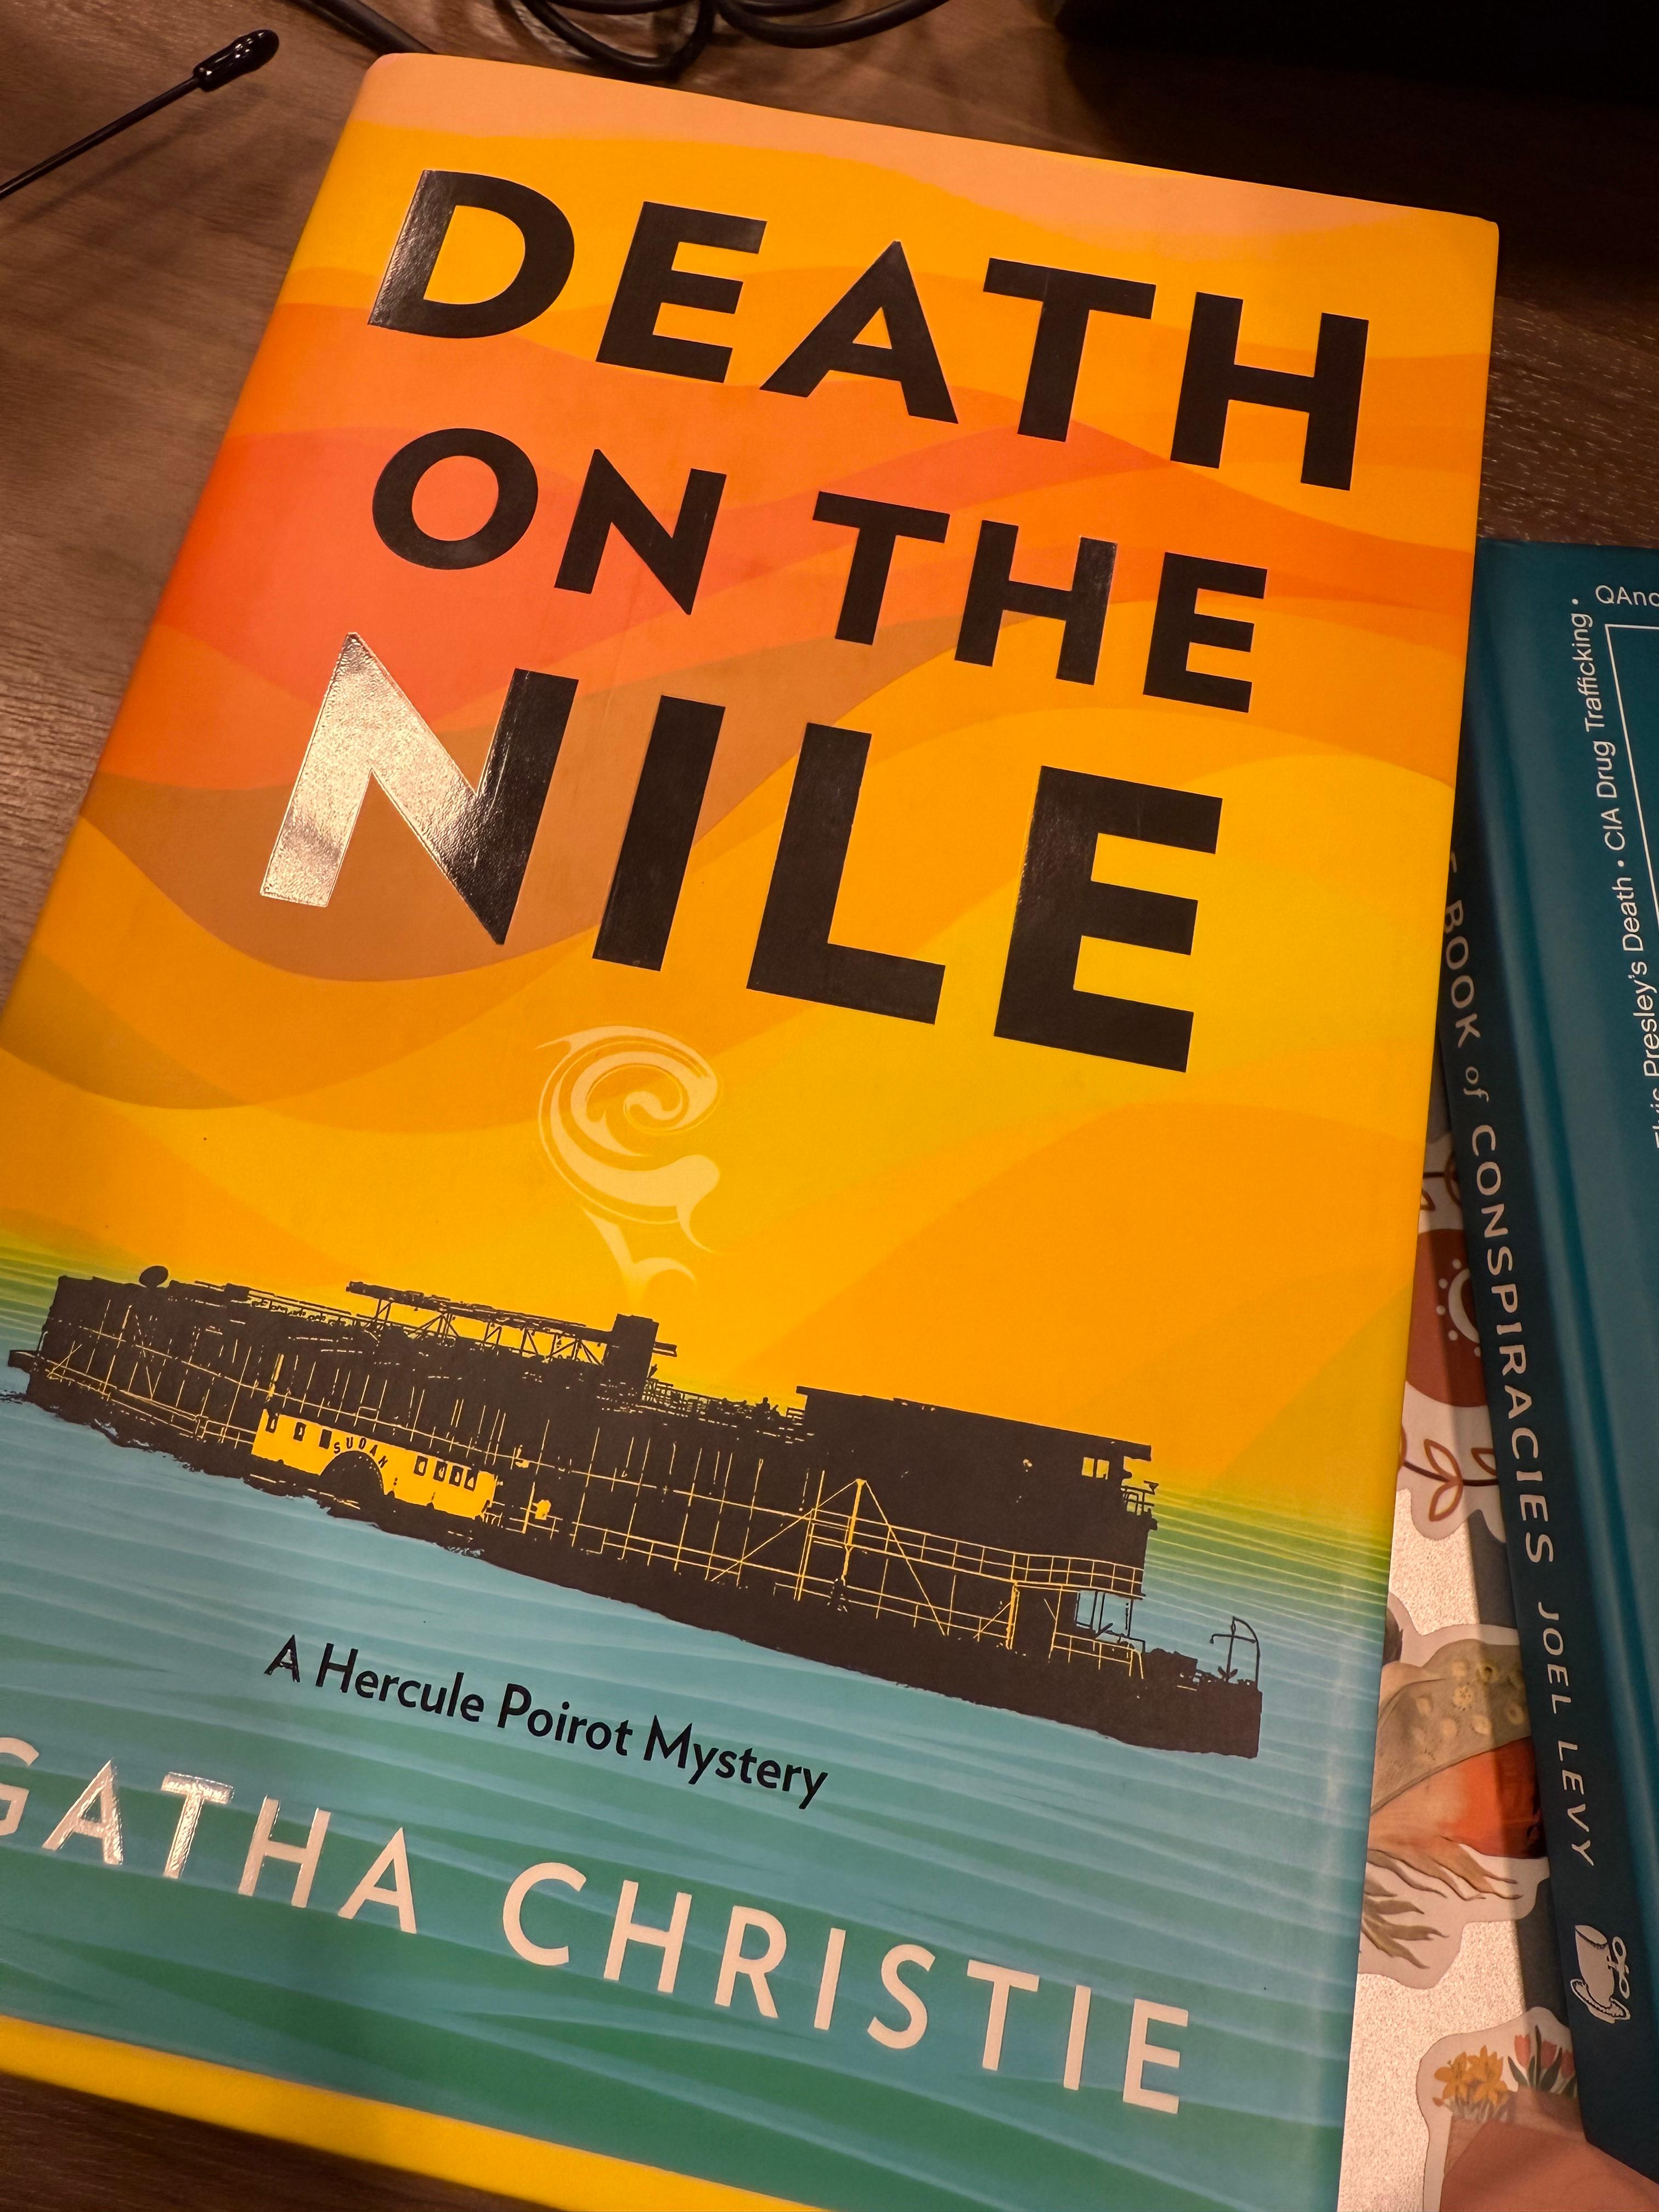 DEATH
ON THE
NILE
SUDAN
A Hercule Poirot Mystery
GATHA CHRISTIE
BOOK of CONSPIRACIES JOEL LEVY
Presley's Death • CIA Drug Trafficking •